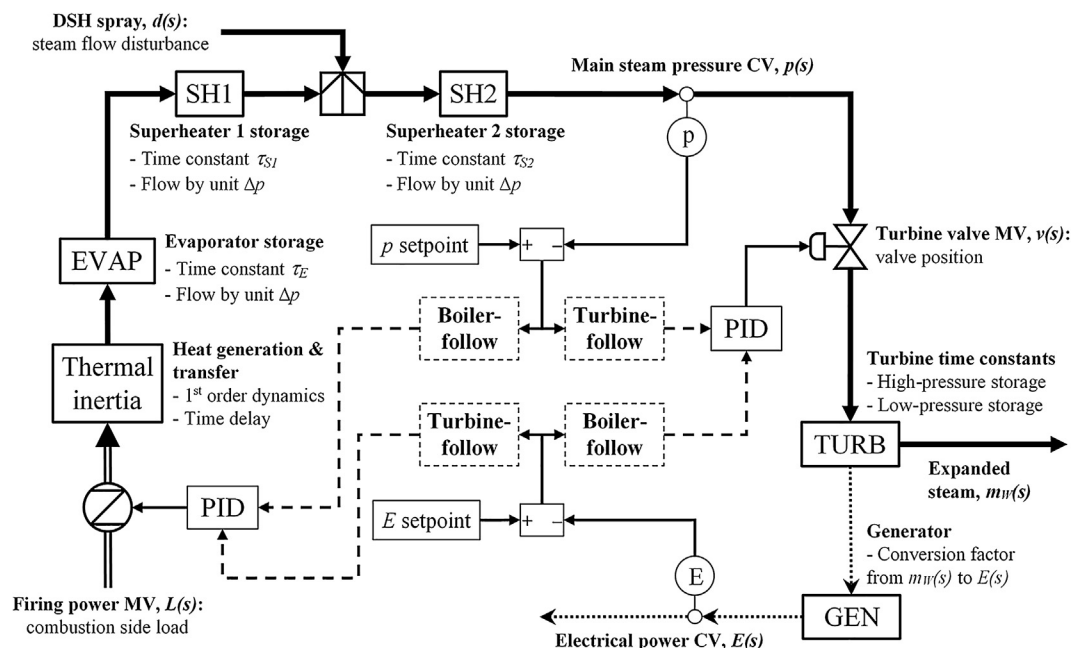 DSH spray, d(s):
steam flow disturbance
Main steam pressure CV, p(s)
SH1
SH2
Superheater 1 storage
- Time constant τS1
- Flow by unit Δp
Superheater 2 storage
- Time constant τS2
- Flow by unit Δp
p
EVAP
Evaporator storage
- Time constant τE
- Flow by unit Δp
p setpoint
+ −
Turbine valve MV, v(s):
valve position
Boiler-
follow
Turbine-
follow
PID
Thermal
inertia
Heat generation &
transfer
- 1st order dynamics
- Time delay
Turbine time constants
- High-pressure storage
- Low-pressure storage
Turbine-
follow
Boiler-
follow
TURB
Expanded
steam, mW(s)
PID
E setpoint
+ −
Generator
- Conversion factor
from mW(s) to E(s)
E
Firing power MV, L(s):
combustion side load
GEN
Electrical power CV, E(s)